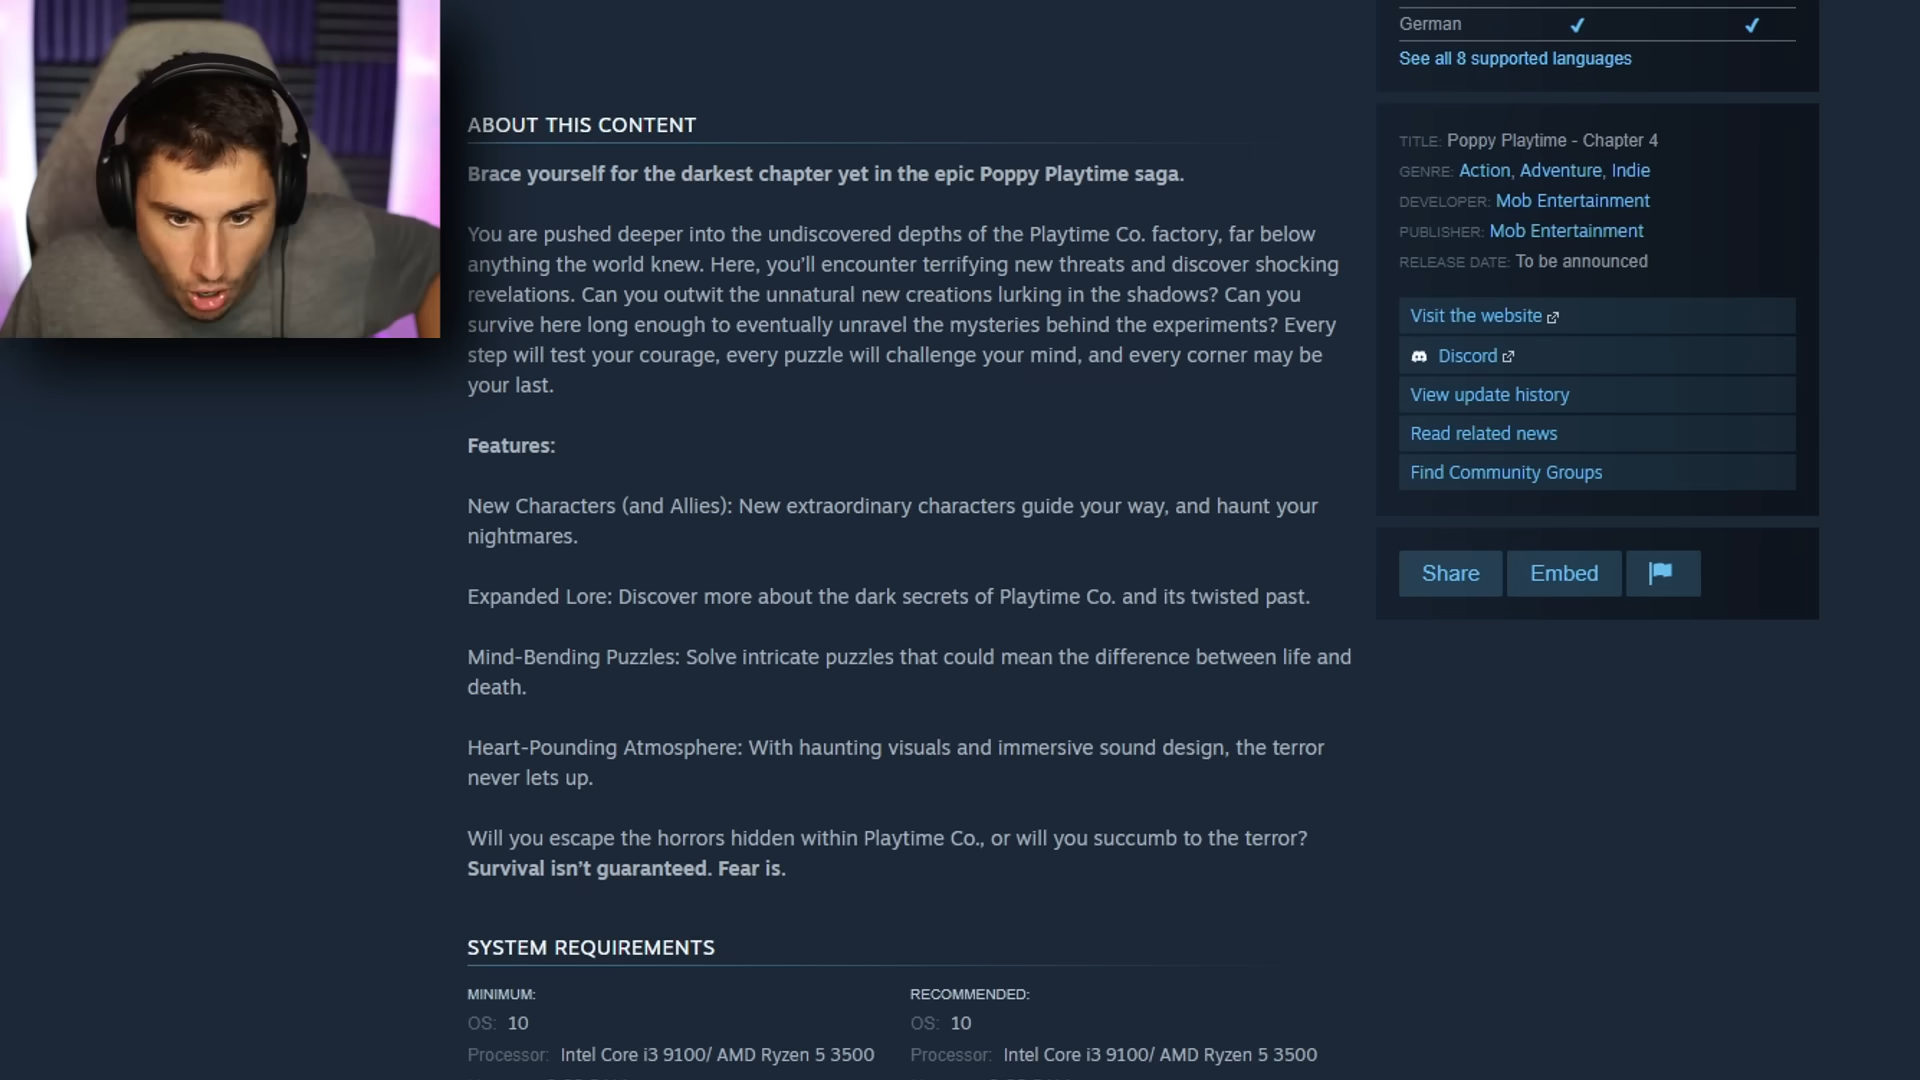 German
See all 8 supported languages
ABOUT THIS CONTENT
Brace yourself for the darkest chapter yet in the epic Poppy Playtime saga.
You are pushed deeper into the undiscovered depths of the Playtime Co. factory, far below
anything the world knew. Here, you’ll encounter terrifying new threats and discover shocking
revelations. Can you outwit the unnatural new creations lurking in the shadows? Can you
survive here long enough to eventually unravel the mysteries behind the experiments? Every
step will test your courage, every puzzle will challenge your mind, and every corner may be
your last.
Features:
New Characters (and Allies): New extraordinary characters guide your way, and haunt your
nightmares.
Expanded Lore: Discover more about the dark secrets of Playtime Co. and its twisted past.
Mind-Bending Puzzles: Solve intricate puzzles that could mean the difference between life and
death.
Heart-Pounding Atmosphere: With haunting visuals and immersive sound design, the terror
never lets up.
Will you escape the horrors hidden within Playtime Co., or will you succumb to the terror?
Survival isn’t guaranteed. Fear is.
SYSTEM REQUIREMENTS
MINIMUM:
OS: 10
Processor: Intel Core i3 9100/ AMD Ryzen 5 3500
RECOMMENDED:
OS: 10
Processor: Intel Core i3 9100/ AMD Ryzen 5 3500
TITLE: Poppy Playtime - Chapter 4
GENRE: Action, Adventure, Indie
DEVELOPER: Mob Entertainment
PUBLISHER: Mob Entertainment
RELEASE DATE: To be announced
Visit the website
Discord
View update history
Read related news
Find Community Groups
Share Embed